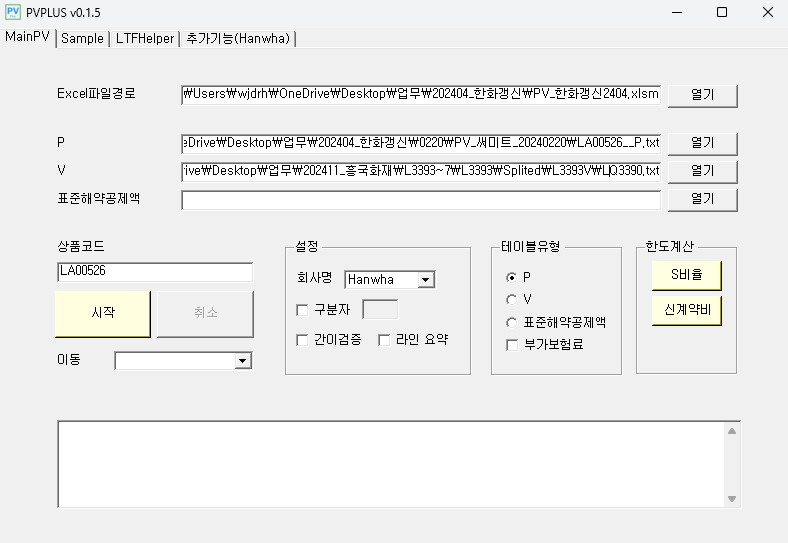 PV PVPLUS v0.1.5
MainPV Sample LTFHelper 추가기능(Hanwha)
Excel파일경로 ₩Users₩wjdrh₩OneDrive₩Desktop₩업무₩202404_한화갱신₩PV_한화갱신2404.xlsm 열기
P eDrive₩Desktop₩업무₩202404_한화갱신₩0220₩PV_써미트_20240220₩LA00526__P.txt 열기
V ive₩Desktop₩업무₩202411_흥국화재₩L3393~7₩L3393₩Splited₩L3393V₩LQ3390.txt 열기
표준해약공제액 열기
상품코드
LA00526
시작 취소
이동
설정
회사명 Hanwha
구분자
간이검증 라인 요약
테이블유형
P
V
표준해약공제액
부가보험료
한도계산
S비율
신계약비